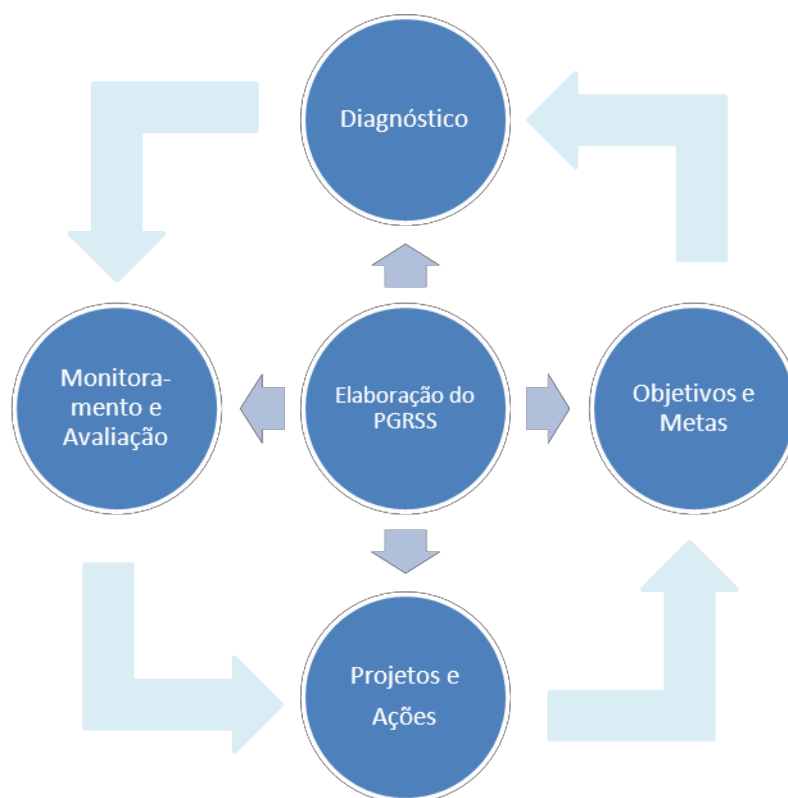 Diagnóstico
Monitora-
mento e
Avaliação
Elaboração do
PGRSS
Objetivos e
Metas
Projetos e
Ações